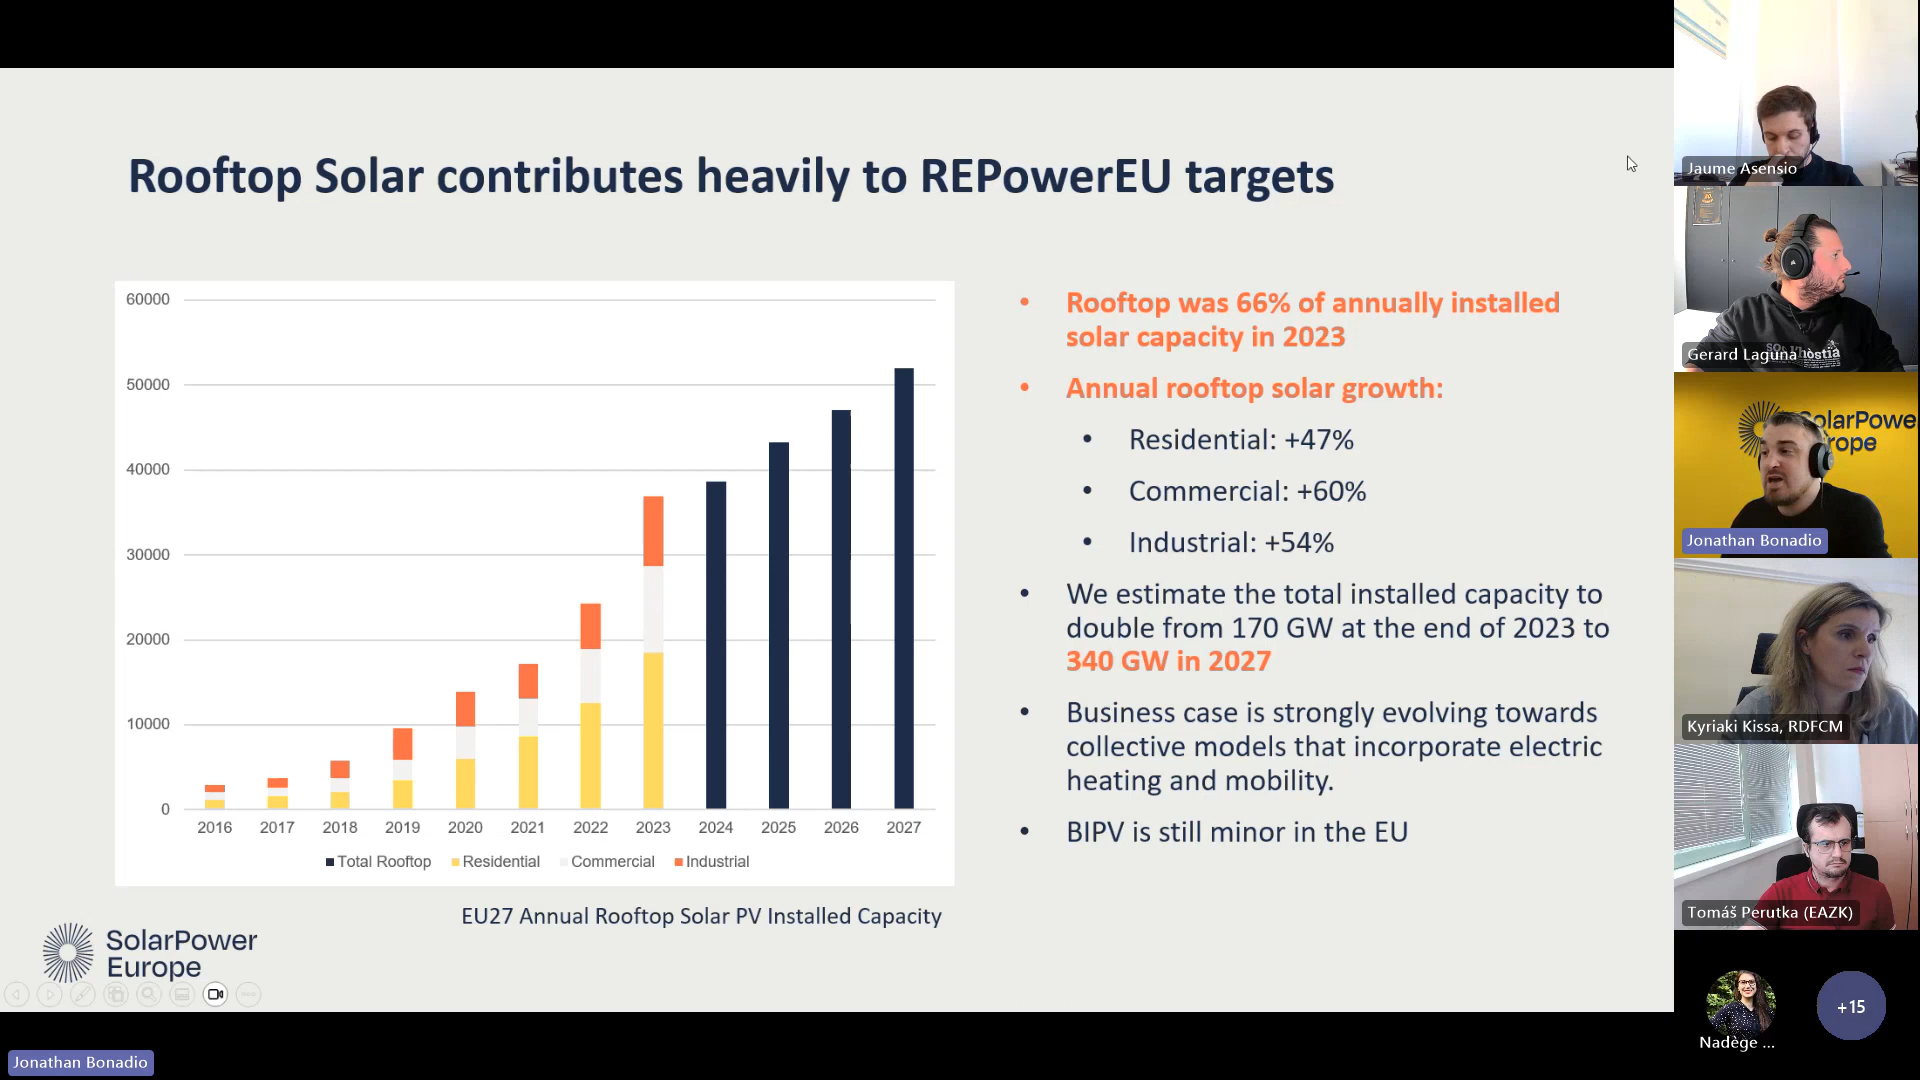 Rooftop Solar contributes heavily to REPowerEU targets
60000
50000
40000
30000
20000
10000
0
2016 2017 2018 2019 2020 2021 2022 2023 2024 2025 2026 2027
Total Rooftop Residential Commercial Industrial
EU27 Annual Rooftop Solar PV Installed Capacity
• Rooftop was 66% of annually installed
solar capacity in 2023
• Annual rooftop solar growth:
• Residential: +47%
• Commercial: +60%
• Industrial: +54%
• We estimate the total installed capacity to
double from 170 GW at the end of 2023 to
340 GW in 2027
• Business case is strongly evolving towards
collective models that incorporate electric
heating and mobility.
• BIPV is still minor in the EU
SolarPower
Europe
Jonathan Bonadio
Jaume Asensio
Gerard Laguna
hòstia
olarPowe
rope
Jonathan Bonadio
Kyriaki Kissa, RDFCM
Tomáš Perutka (EAZK)
Nadège ...
+15